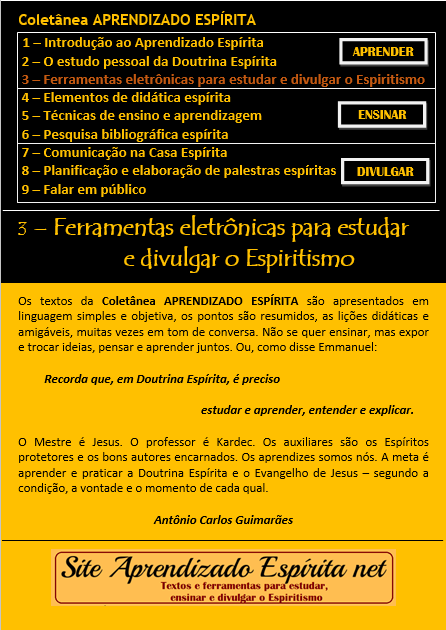 Coletânea APRENDIZADO ESPÍRITA
1 – Introdução ao Aprendizado Espírita
2 – O estudo pessoal da Doutrina Espírita
3 – Ferramentas eletrônicas para estudar e divulgar o Espiritismo
APRENDER
4 – Elementos de didática espírita
5 – Técnicas de ensino e aprendizagem
6 – Pesquisa bibliográfica espírita
ENSINAR
7 – Comunicação na Casa Espírita
8 – Planificação e elaboração de palestras espíritas
9 – Falar em público
DIVULGAR
3 – Ferramentas eletrônicas para estudar
e divulgar o Espiritismo
Os textos da Coletânea APRENDIZADO ESPÍRITA são apresentados em
linguagem simples e objetiva, os pontos são resumidos, as lições didáticas e
amigáveis, muitas vezes em tom de conversa. Não se quer ensinar, mas expor
e trocar ideias, pensar e aprender juntos. Ou, como disse Emmanuel:
Recorda que, em Doutrina Espírita, é preciso
estudar e aprender, entender e explicar.
O Mestre é Jesus. O professor é Kardec. Os auxiliares são os Espíritos
protetores e os bons autores encarnados. Os aprendizes somos nós. A meta é
aprender e praticar a Doutrina Espírita e o Evangelho de Jesus – segundo a
condição, a vontade e o momento de cada qual.
Antônio Carlos Guimarães
Site Aprendizado Espírita net
Textos e ferramentas para estudar,
ensinar e divulgar o Espiritismo